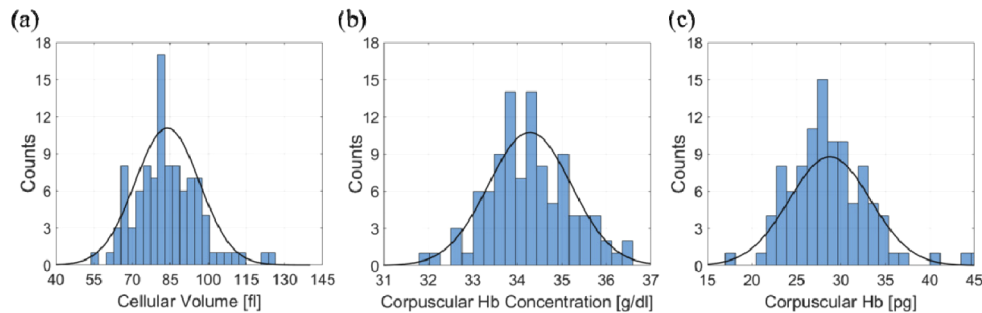 (a)
(b)
(c)
18
15
12
9
6
3
0
Counts
40 55 70 85 100 115 130 145
Cellular Volume [fl]
18
15
12
9
6
3
0
Counts
31 32 33 34 35 36 37
Corpuscular Hb Concentration [g/dl]
18
15
12
9
6
3
0
Counts
15 20 25 30 35 40 45
Corpuscular Hb [pg]